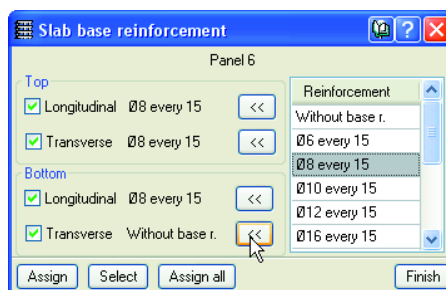 Slab base reinforcement
?
Panel 6
Top
Longitudinal Ø8 every 15 <<
Transverse Ø8 every 15 <<
Bottom
Longitudinal Ø8 every 15 <<
Transverse Without base r. <<
Reinforcement
Without base r.
Ø6 every 15
Ø8 every 15
Ø10 every 15
Ø12 every 15
Ø16 every 15
Assign Select Assign all Finish